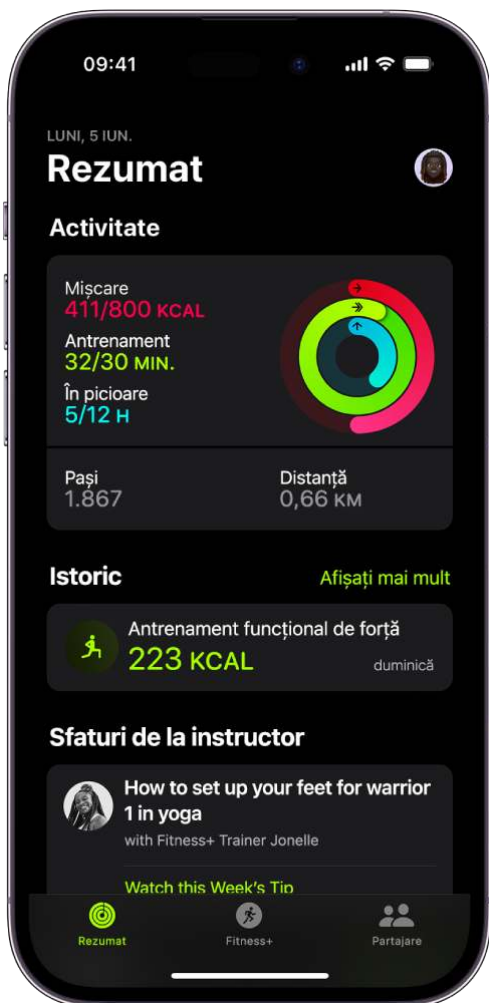 09:41
LUNI, 5 IUN.
Rezumat
Activitate
Mișcare
411/800 KCAL
Antrenament
32/30 MIN.
În picioare
5/12 H
Pași
1.867
Distanță
0,66 KM
Istoric
Afișați mai mult
Antrenament funcțional de forță
223 KCAL
duminică
Sfaturi de la instructor
How to set up your feet for warrior
1 in yoga
with Fitness+ Trainer Jonelle
Watch this Week's Tip
Rezumat
Fitness+
Partajare